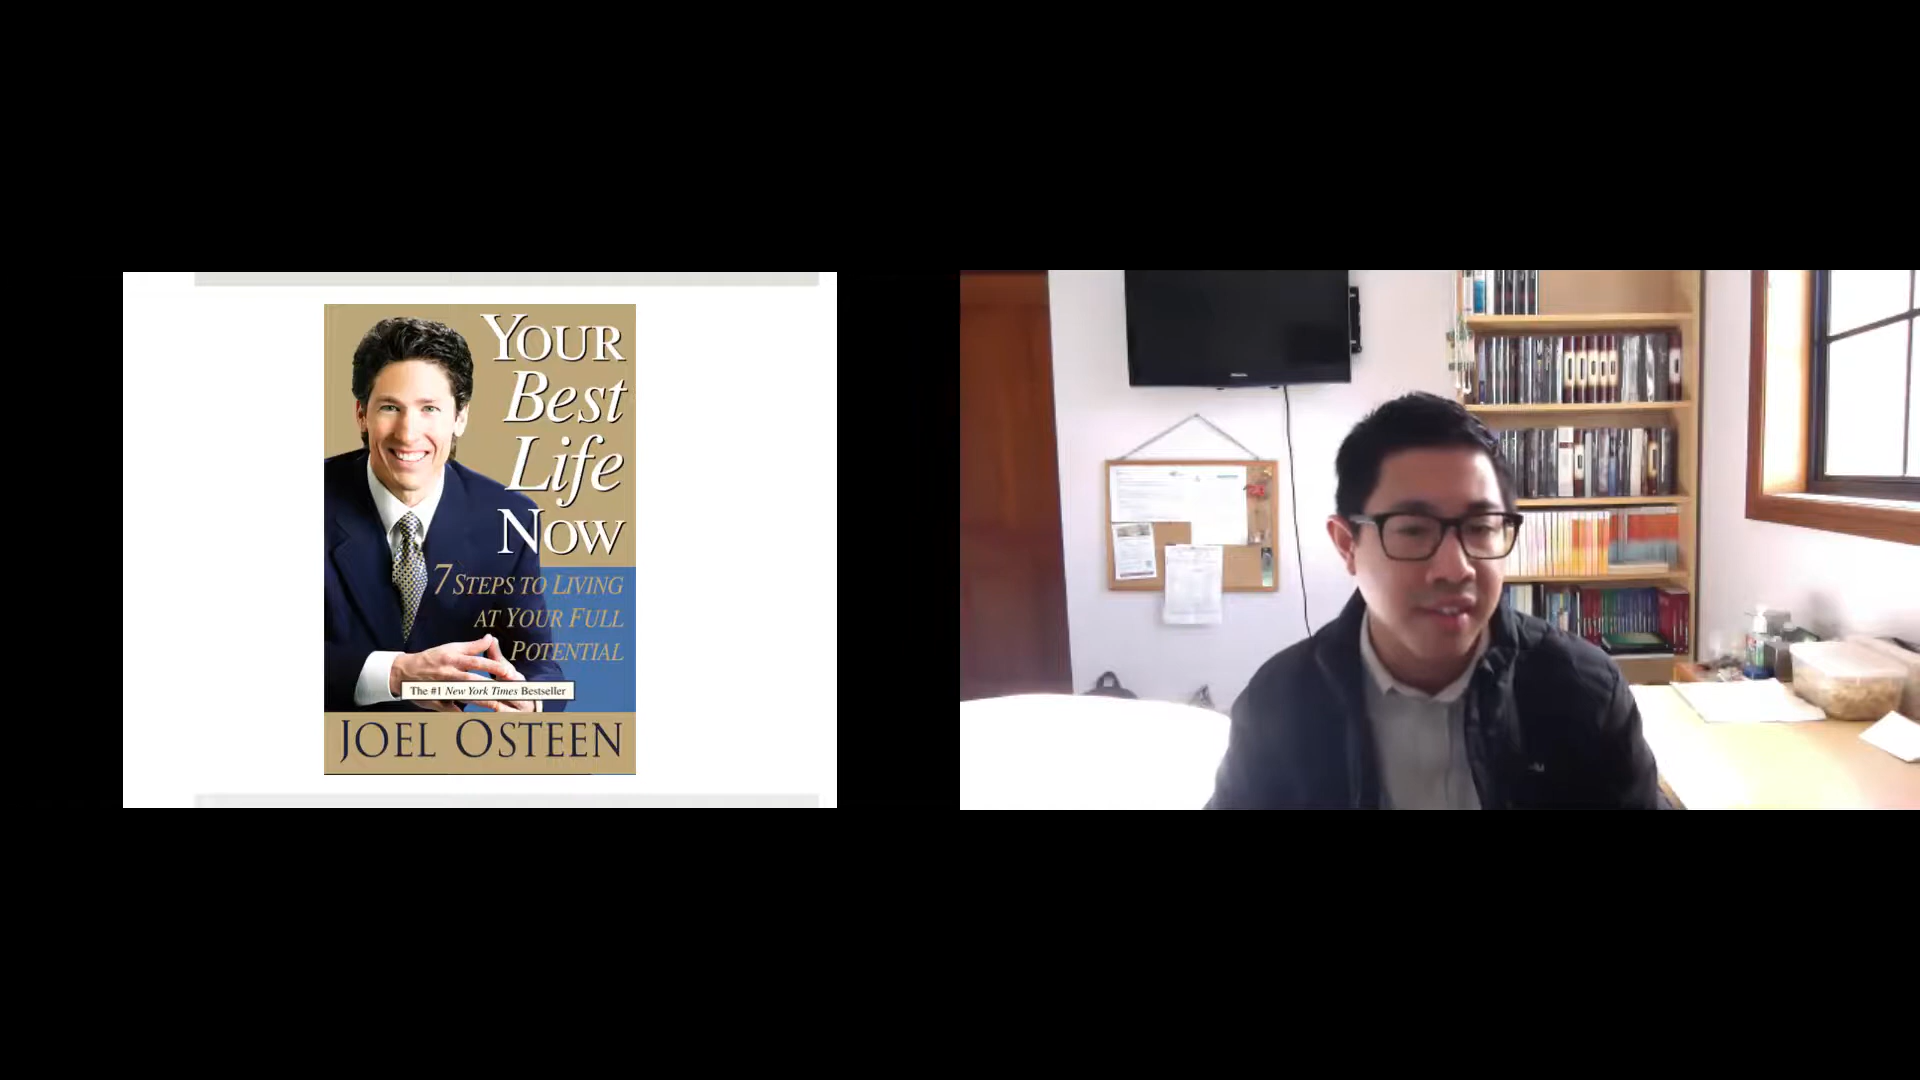 YOUR
Best
Life
NOW
7 STEPS TO LIVING
AT YOUR FULL
POTENTIAL
The #1 New York Times Bestseller
JOEL OSTEEN